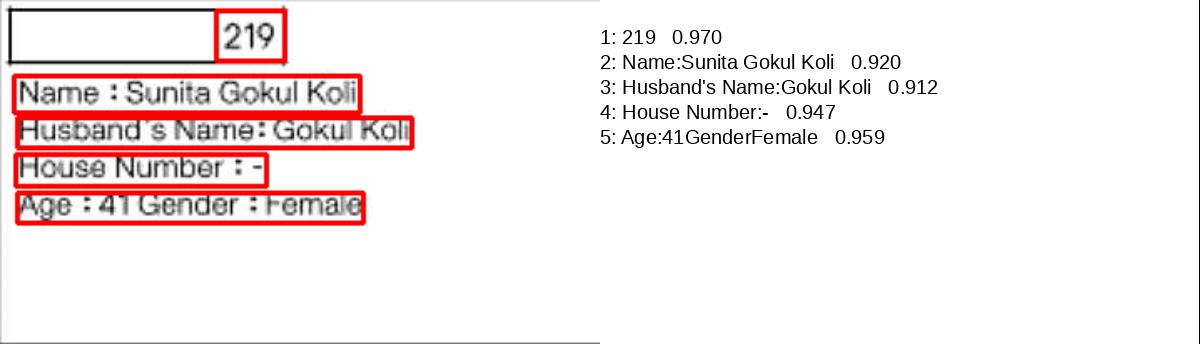 219
Name : Sunita Gokul Koli
Husband's Name: Gokul Koli
House Number : -
Age : 41 Gender : Female
1: 219 0.970
2: Name:Sunita Gokul Koli 0.920
3: Husband's Name:Gokul Koli 0.912
4: House Number:- 0.947
5: Age:41GenderFemale 0.959